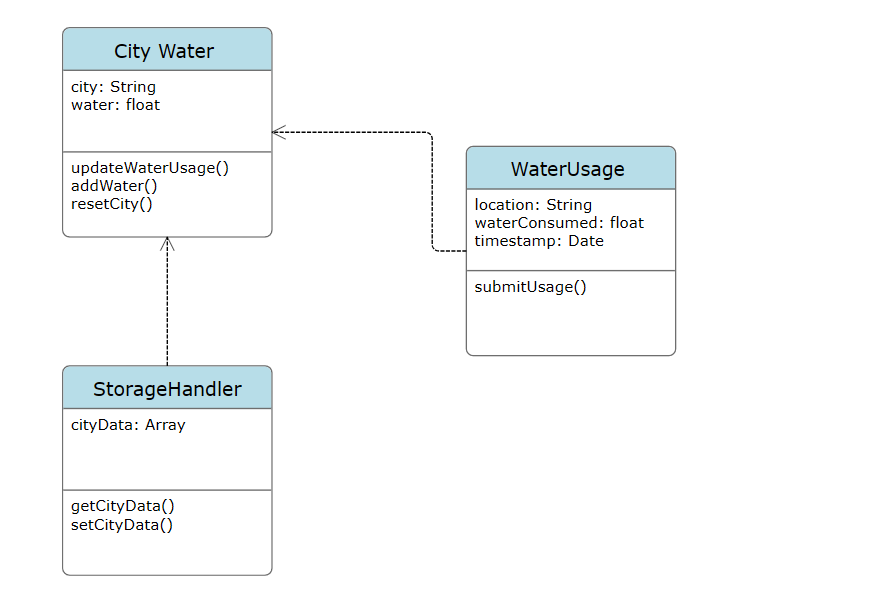 City Water
city: String
water: float
updateWaterUsage()
addWater()
resetCity()
WaterUsage
location: String
waterConsumed: float
timestamp: Date
submitUsage()
StorageHandler
cityData: Array
getCityData()
setCityData()